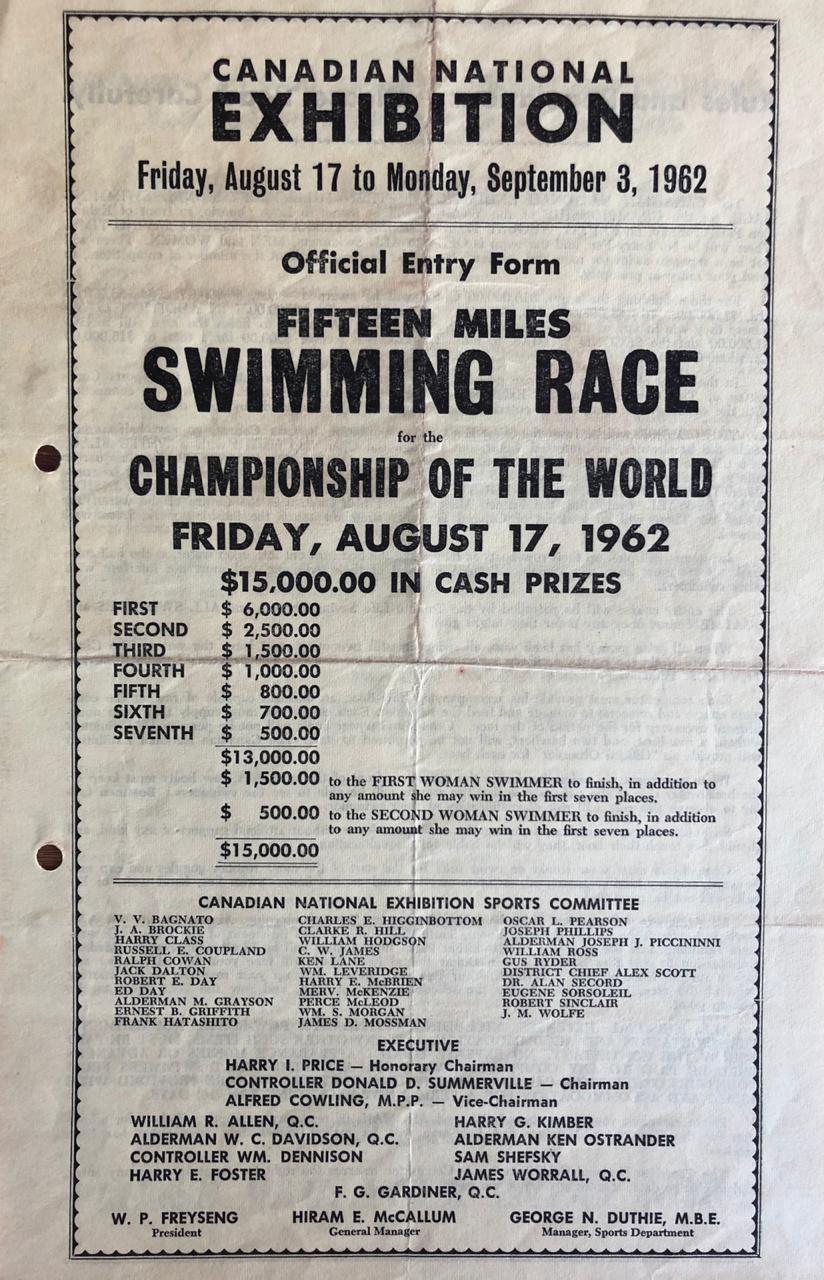 CANADIAN NATIONAL
EXHIBITION
Friday, August 17 to Monday, September 3, 1962
Official Entry Form
FIFTEEN MILES
SWIMMING RACE
for the
CHAMPIONSHIP OF THE WORLD
FRIDAY, AUGUST 17, 1962
$15,000.00 IN CASH PRIZES
FIRST $ 6,000.00
SECOND $ 2,500.00
THIRD $ 1,500.00
FOURTH $ 1,000.00
FIFTH $ 800.00
SIXTH $ 700.00
SEVENTH $ 500.00
$13,000.00
$ 1,500.00 to the FIRST WOMAN SWIMMER to finish, in addition to
any amount she may win in the first seven places.
$ 500.00 to the SECOND WOMAN SWIMMER to finish, in addition
to any amount she may win in the first seven places.
$15,000.00
CANADIAN NATIONAL EXHIBITION SPORTS COMMITTEE
V. V. BAGNATO
J. A. BROCKIE
HARRY CLASS
RUSSELL E. COUPLAND
RALPH COWAN
JACK DALTON
ROBERT E. DAY
ED DAY
ALDERMAN M. GRAYSON
ERNEST B. GRIFFITH
FRANK HATASHITO
CHARLES E. HIGGINBOTTOM
CLARKE R. HILL
WILLIAM HODGSON
C. W. JAMES
KEN LANE
WM. LEVERIDGE
HARRY E. McBRIEN
MERV. McKENZIE
PERCE McLEOD
WM. S. MORGAN
JAMES D. MOSSMAN
OSCAR L. PEARSON
JOSEPH PHILLIPS
ALDERMAN JOSEPH J. PICCININNI
WILLIAM ROSS
GUS RYDER
DISTRICT CHIEF ALEX SCOTT
DR. ALAN SECORD
EUGENE SORSOLEIL
ROBERT SINCLAIR
J. M. WOLFE
EXECUTIVE
HARRY I. PRICE — Honorary Chairman
CONTROLLER DONALD D. SUMMERVILLE — Chairman
ALFRED COWLING, M.P.P. — Vice-Chairman
WILLIAM R. ALLEN, Q.C.
ALDERMAN W. C. DAVIDSON, Q.C.
CONTROLLER WM. DENNISON
HARRY E. FOSTER
HARRY G. KIMBER
ALDERMAN KEN OSTRANDER
SAM SHEFSKY
JAMES WORRALL, Q.C.
F. G. GARDINER, Q.C.
W. P. FREYSENG
President
HIRAM E. McCALLUM
General Manager
GEORGE N. DUTHIE, M.B.E.
Manager, Sports Department